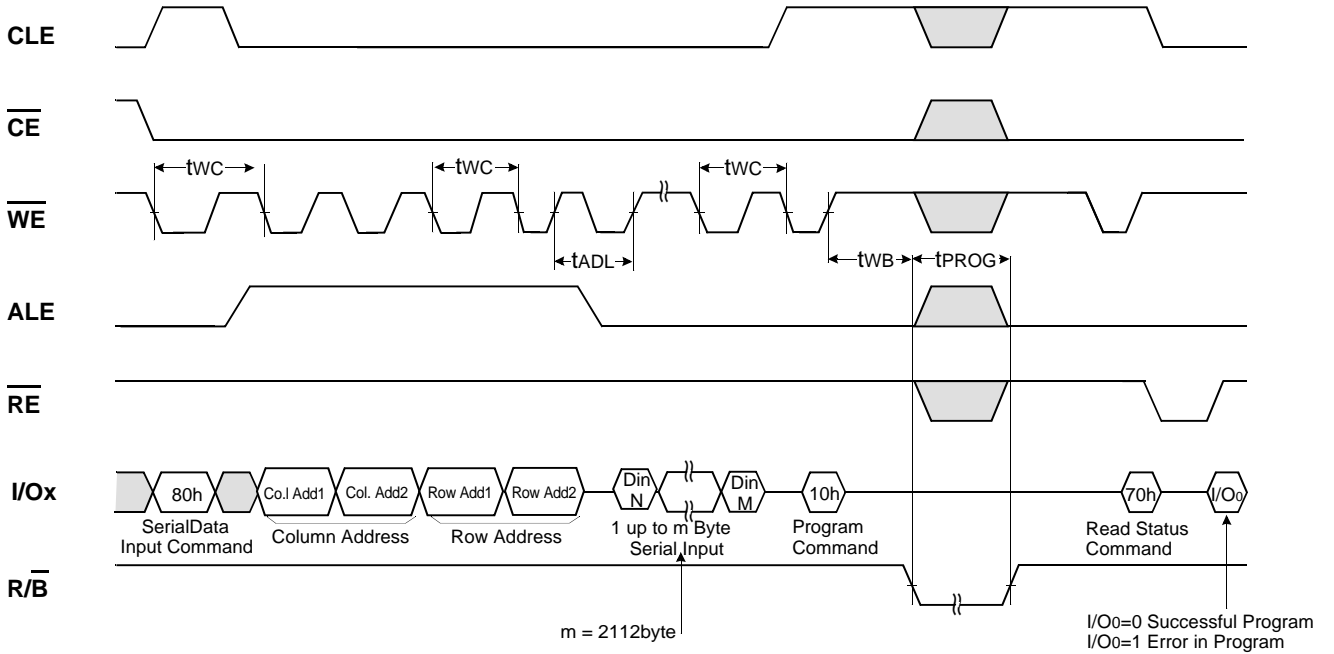 CLE
CE
tWC
tWC
tWC
WE
tADL
tWB
tPROG
ALE
RE
I/Ox
80h
Co.l Add1
Col. Add2
Row Add1
Row Add2
Din
N
Din
M
10h
70h
I/O0
SerialData
Input Command
Column Address
Row Address
1 up to m Byte
Serial Input
Program
Command
Read Status
Command
R/B
m = 2112byte
I/O0=0 Successful Program
I/O0=1 Error in Program